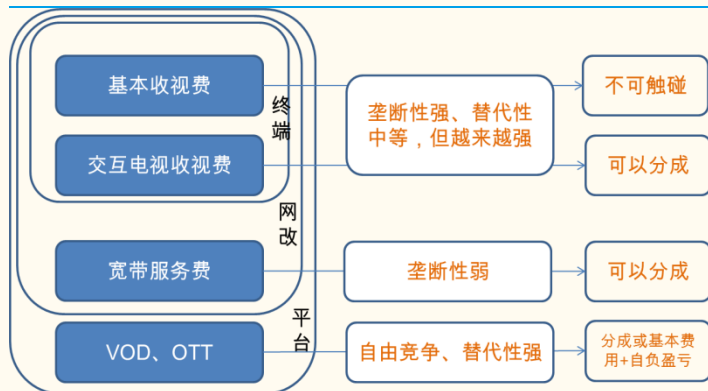 基本收视费
终端
垄断性强、替代性
中等，但越来越强
不可触碰
交互电视收视费
可以分成
网改
宽带服务费
垄断性弱
可以分成
平台
VOD、OTT
自由竞争、替代性强
分成或基本费
用+自负盈亏